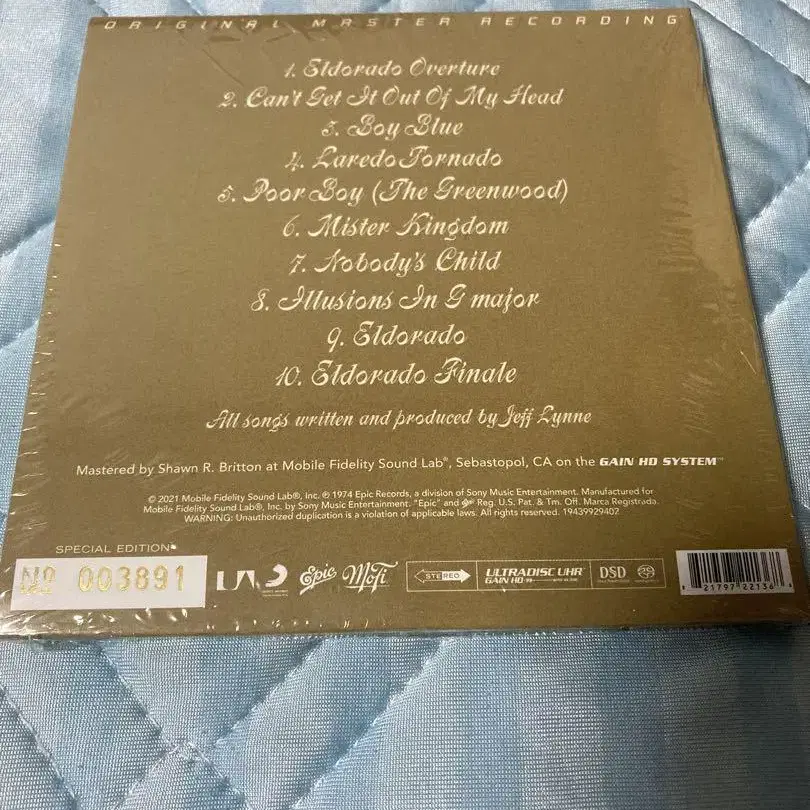 ORIGINAL MASTER RECORDING
1. Eldorado Overture
2. Can't Get It Out Of My Head
3. Boy Blue
4. Laredo Tornado
5. Poor Boy (The Greenwood)
6. Mister Kingdom
7. Nobody's Child
8. Illusions In G major
9. Eldorado
10. Eldorado Finale
All songs written and produced by Jeff Lynne
Mastered by Shawn R. Britton at Mobile Fidelity Sound Lab®, Sebastopol, CA on the GAIN HD SYSTEM™
© 2021 Mobile Fidelity Sound Lab®, Inc. ℗ 1974 Epic Records, a division of Sony Music Entertainment. Manufactured for
Mobile Fidelity Sound Lab®, Inc. by Sony Music Entertainment. "Epic" and Reg. U.S. Pat. & Tm. Off. Marca Registrada.
WARNING: Unauthorized duplication is a violation of applicable laws. All rights reserved. 19439929402
SPECIAL EDITION
Nº 003891
UA Epic MoFi STEREO ULTRADISC UHR™ GAIN HD DSD
8 21797 22136